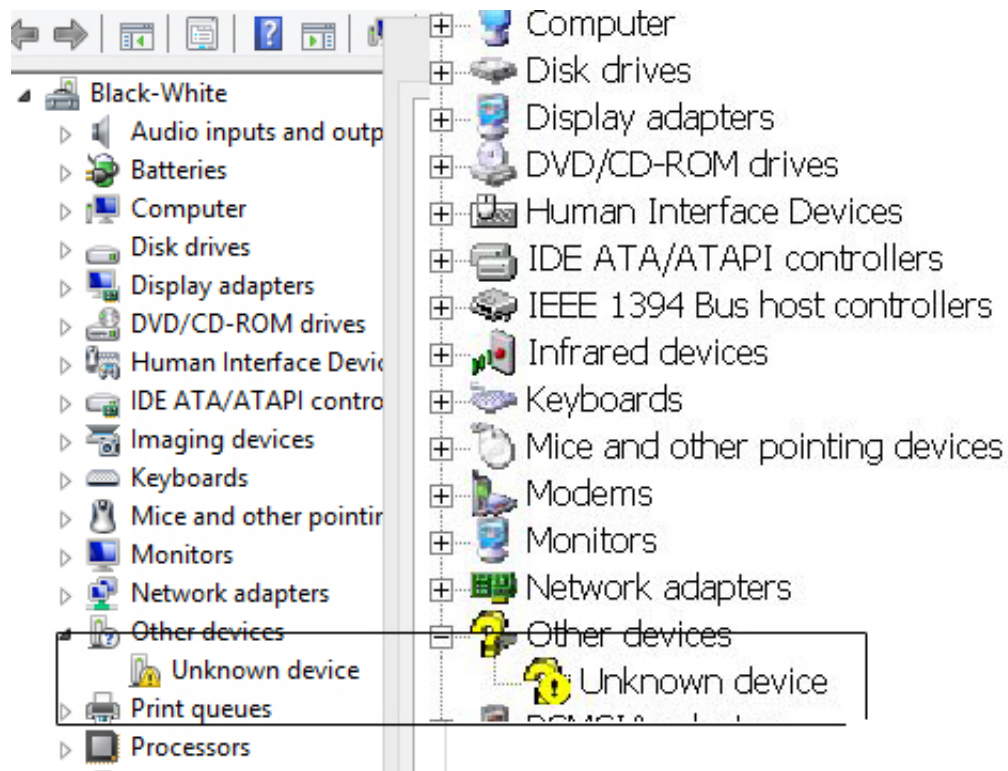 Black-White
Audio inputs and outp
Batteries
Computer
Disk drives
Display adapters
DVD/CD-ROM drives
Human Interface Devic
IDE ATA/ATAPI contro
Imaging devices
Keyboards
Mice and other pointin
Monitors
Network adapters
Other devices
Unknown device
Print queues
Processors
Computer
Disk drives
Display adapters
DVD/CD-ROM drives
Human Interface Devices
IDE ATA/ATAPI controllers
IEEE 1394 Bus host controllers
Infrared devices
Keyboards
Mice and other pointing devices
Modems
Monitors
Network adapters
Other devices
Unknown device